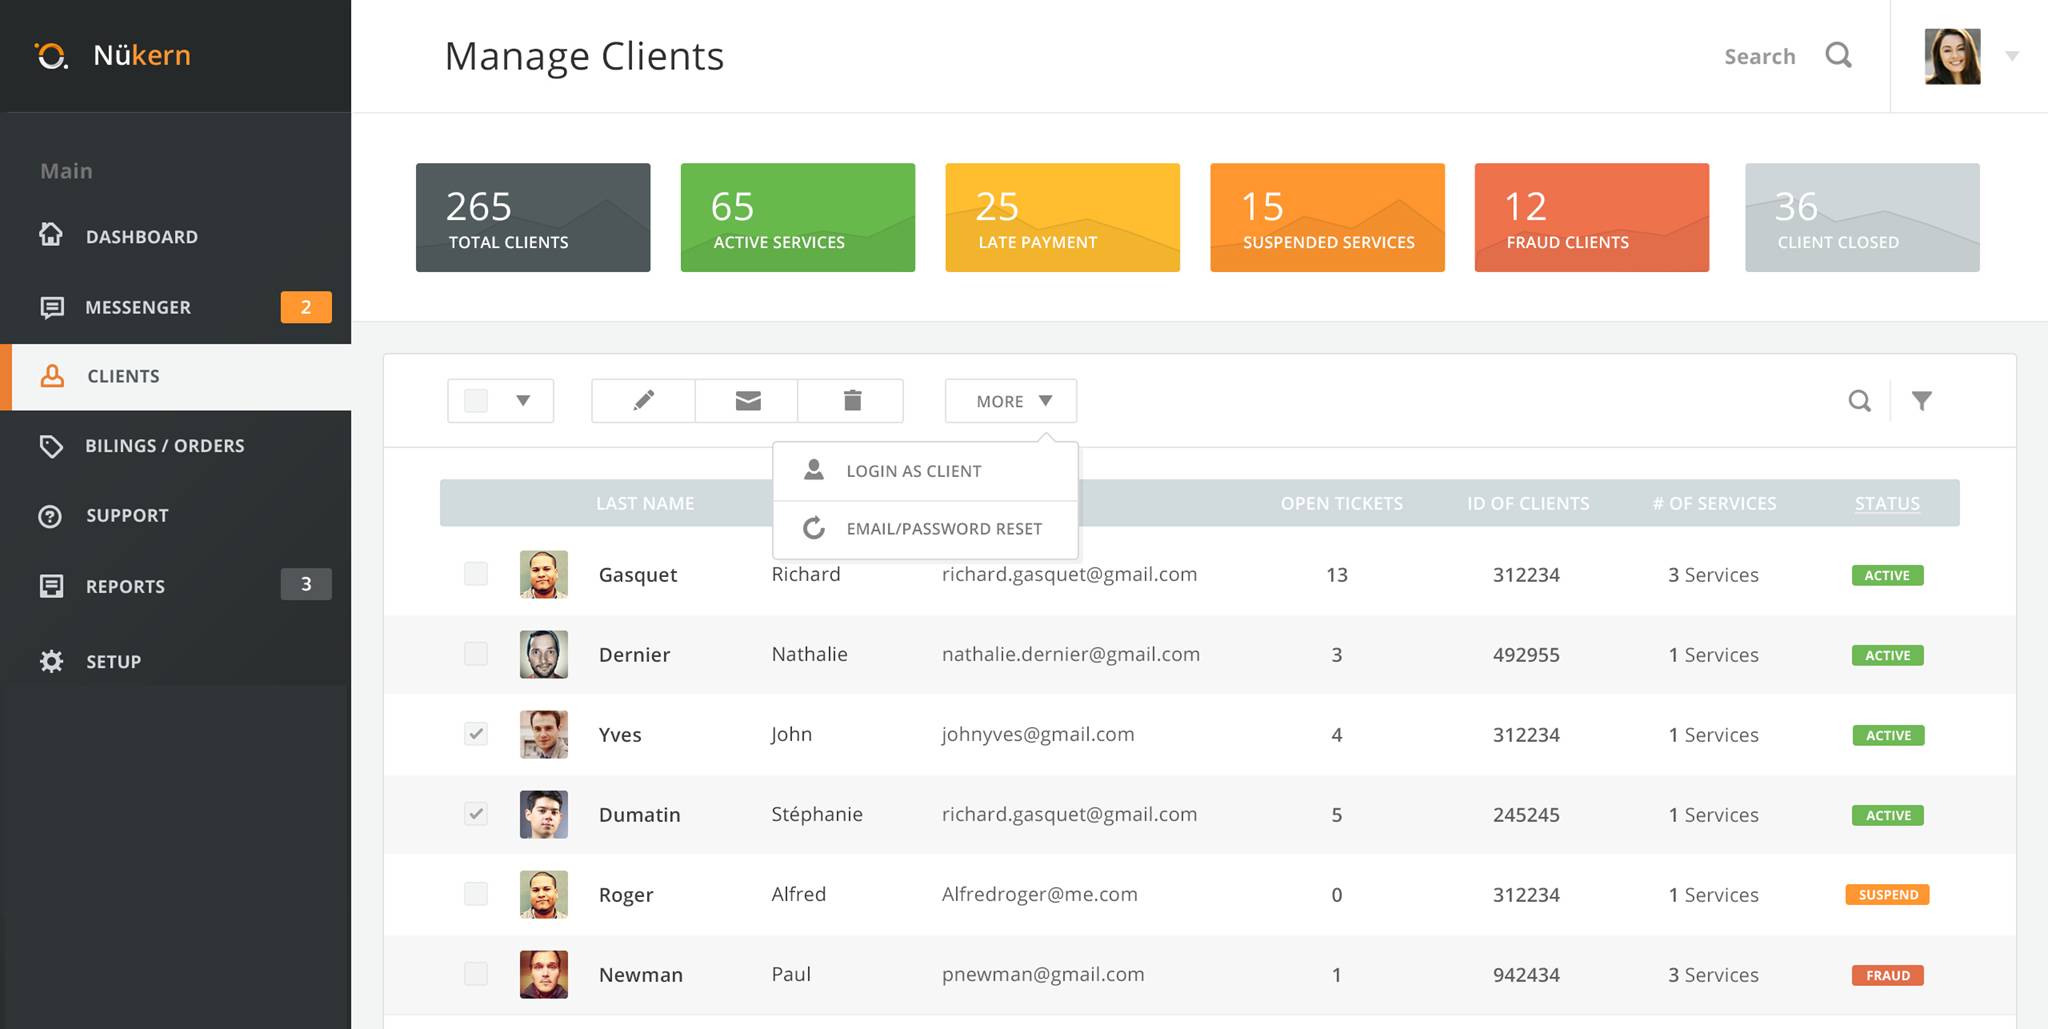 Nükern
Manage Clients
Search
Main
DASHBOARD
MESSENGER 2
CLIENTS
BILINGS / ORDERS
SUPPORT
REPORTS 3
SETUP
265
TOTAL CLIENTS
65
ACTIVE SERVICES
25
LATE PAYMENT
15
SUSPENDED SERVICES
12
FRAUD CLIENTS
36
CLIENT CLOSED
MORE
LOGIN AS CLIENT
EMAIL/PASSWORD RESET
LAST NAME OPEN TICKETS ID OF CLIENTS # OF SERVICES STATUS
Gasquet Richard richard.gasquet@gmail.com 13 312234 3 Services ACTIVE
Dernier Nathalie nathalie.dernier@gmail.com 3 492955 1 Services ACTIVE
Yves John johnyves@gmail.com 4 312234 1 Services ACTIVE
Dumatin Stéphanie richard.gasquet@gmail.com 5 245245 1 Services ACTIVE
Roger Alfred Alfredroger@me.com 0 312234 1 Services SUSPEND
Newman Paul pnewman@gmail.com 1 942434 3 Services FRAUD